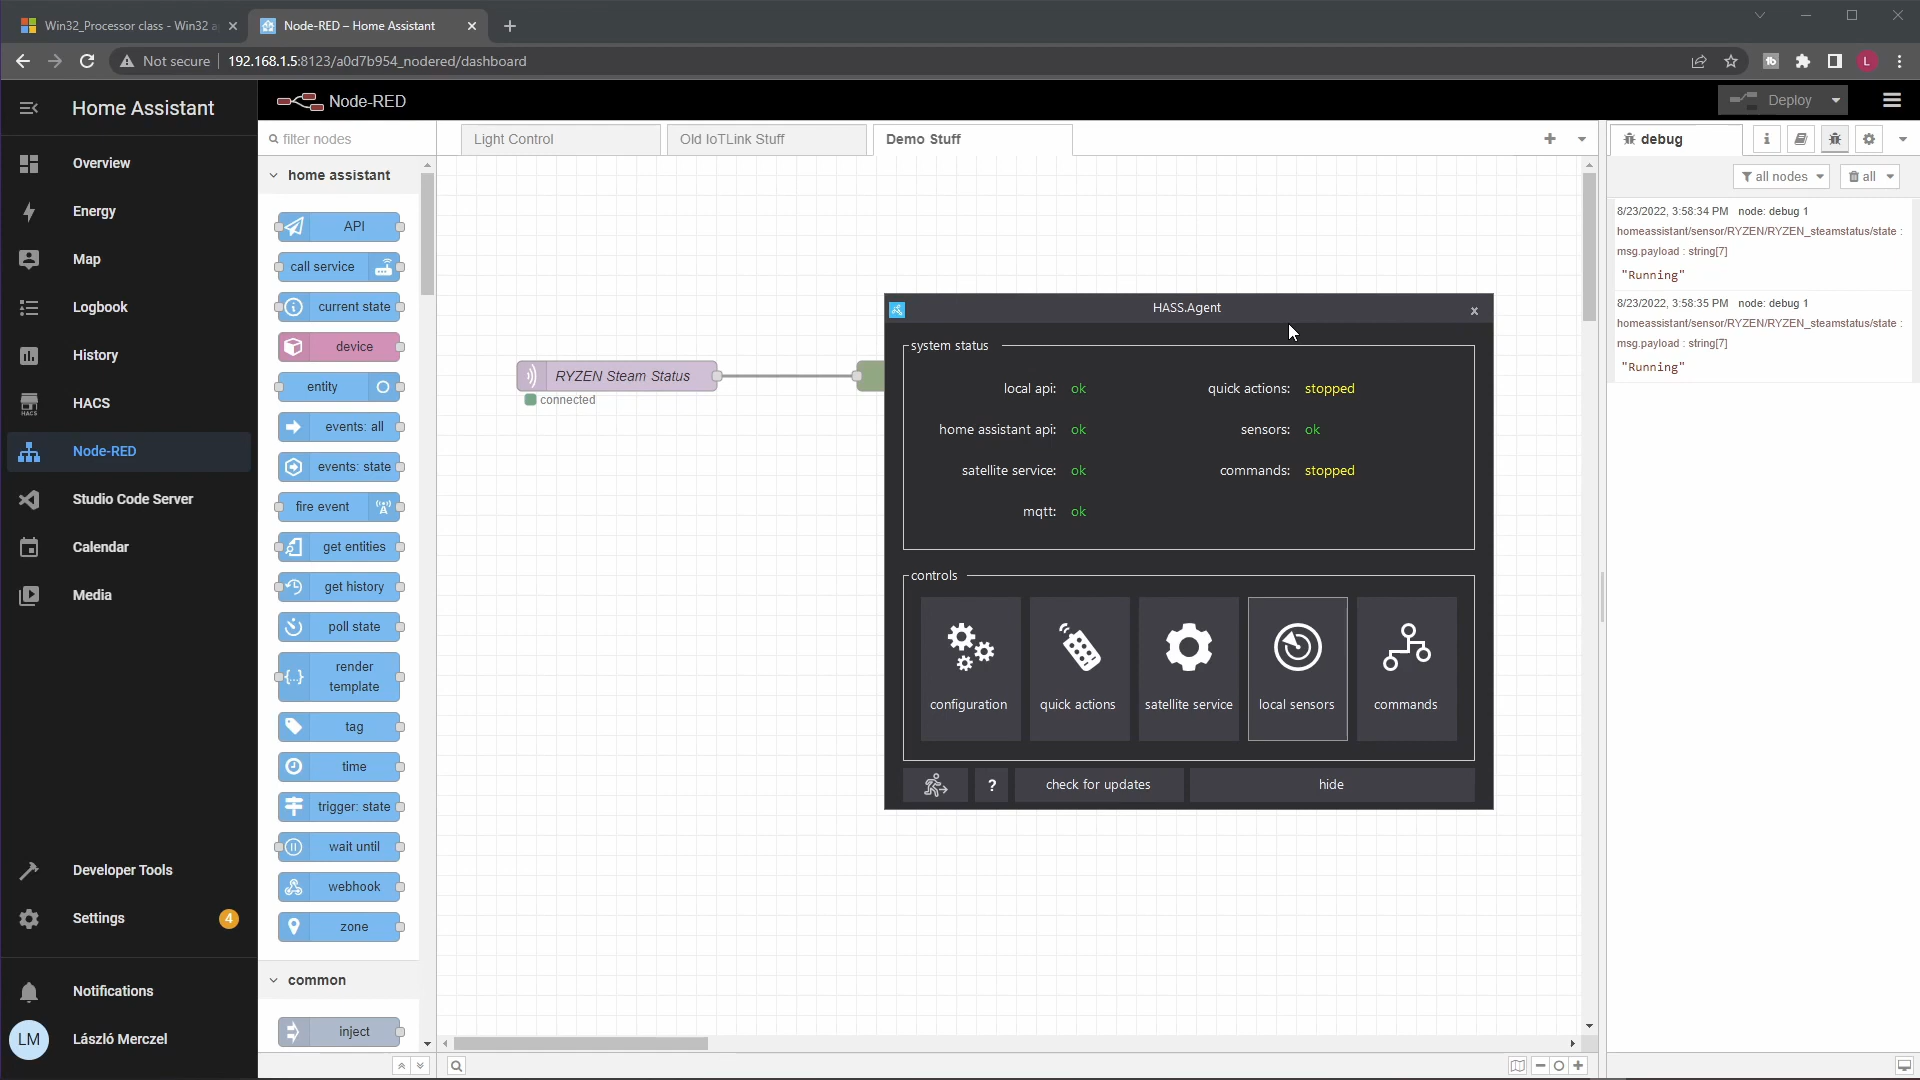 Win32_Processor class - Win32 a
Node-RED – Home Assistant
Not secure
192.168.1.5:8123/a0d7b954_nodered/dashboard
L
Home Assistant
Overview
Energy
Map
Logbook
History
HACS
HACS
Node-RED
Studio Code Server
Calendar
Media
Developer Tools
Settings
4
Notifications
LM
László Merczel
Node-RED
Deploy
filter nodes
home assistant
API
call service
current state
device
entity
events: all
events: state
fire event
get entities
get history
poll state
render
template
tag
time
trigger: state
wait until
webhook
zone
common
inject
Light Control
Old IoTLink Stuff
Demo Stuff
RYZEN Steam Status
connected
HASS.Agent
system status
local api: ok
quick actions: stopped
home assistant api: ok
sensors: ok
satellite service: ok
commands: stopped
mqtt: ok
controls
configuration
quick actions
satellite service
local sensors
commands
?
check for updates
hide
debug
i
all nodes
all
8/23/2022, 3:58:34 PM node: debug 1
homeassistant/sensor/RYZEN/RYZEN_steamstatus/state :
msg.payload : string[7]
"Running"
8/23/2022, 3:58:35 PM node: debug 1
homeassistant/sensor/RYZEN/RYZEN_steamstatus/state :
msg.payload : string[7]
"Running"